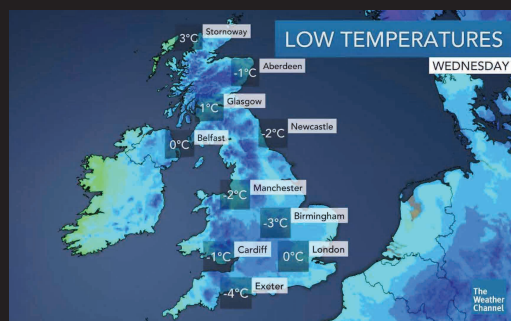 LOW TEMPERATURES
WEDNESDAY
3°C Stornoway
-1°C Aberdeen
1°C Glasgow
-2°C Newcastle
0°C Belfast
-2°C Manchester
-3°C Birmingham
-1°C Cardiff
0°C London
-4°C Exeter
The
Weather
Channel